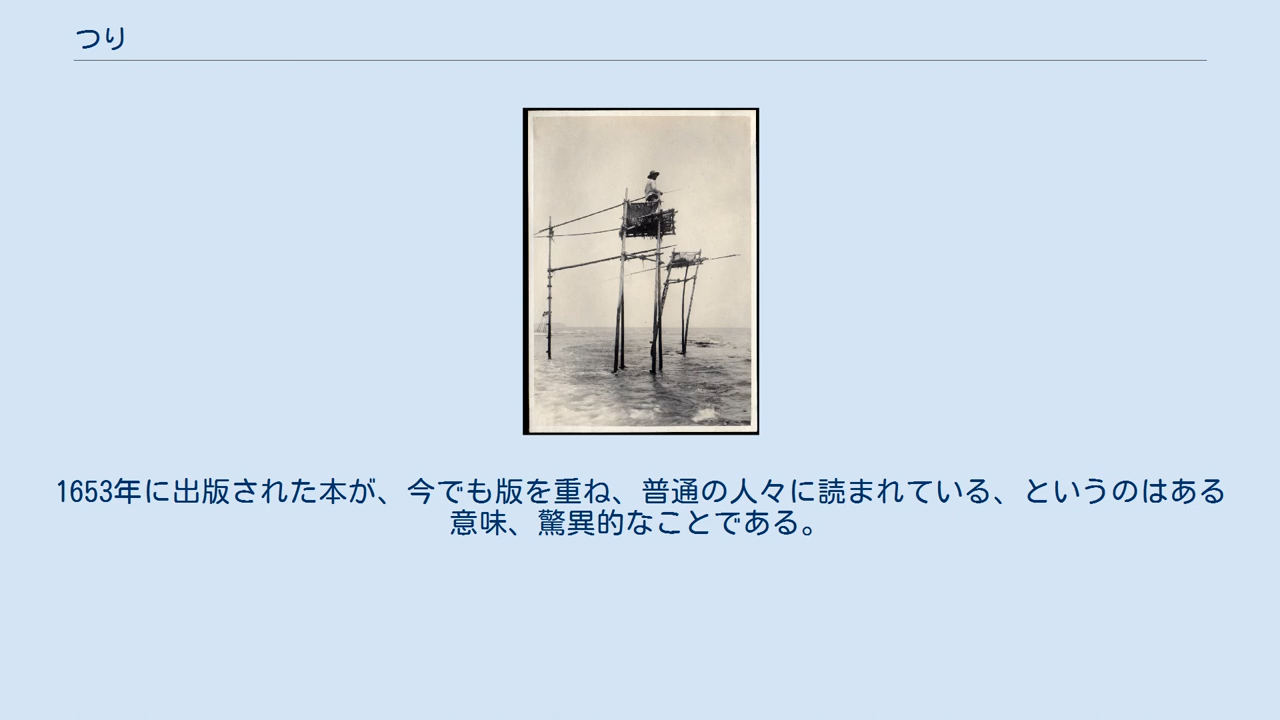 つり
1653年に出版された本が、今でも版を重ね、普通の人々に読まれている、というのはある
意味、驚異的なことである。